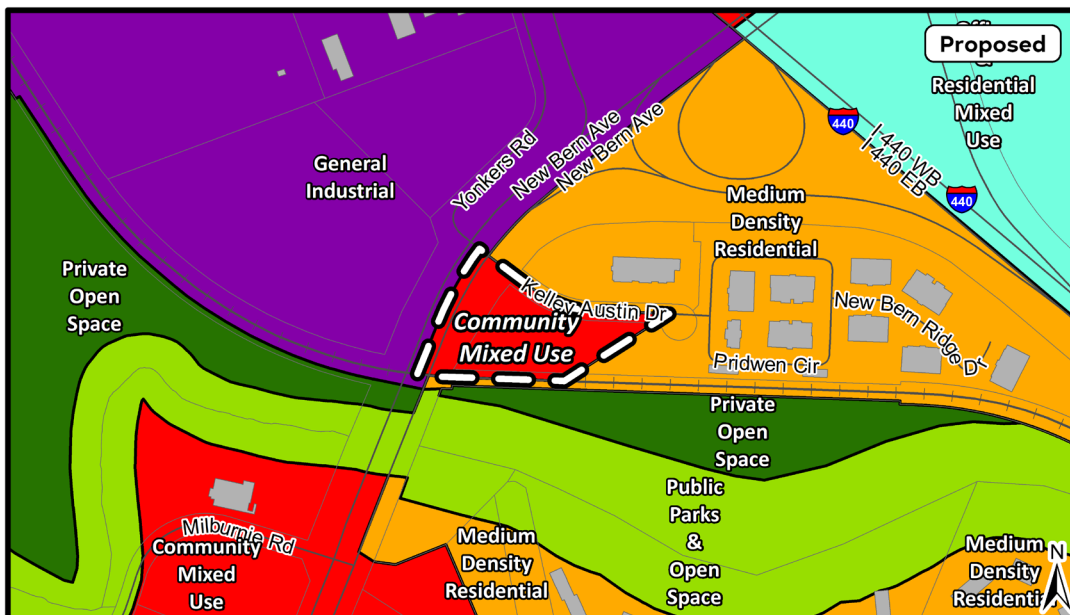 Proposed
Office
&
Residential
Mixed
Use
440
I-440 WB
I-440 EB
440
General
Industrial
Yonkers Rd
New Bern Ave
New Bern Ave
Medium
Density
Residential
Private
Open
Space
Kelley Austin Dr
Community
Mixed Use
New Bern Ridge Dr
Pridwen Cir
Private
Open
Space
Public
Parks
&
Open
Space
Milburnie Rd
Community
Mixed
Use
Medium
Density
Residential
Medium
Density
Residential
N